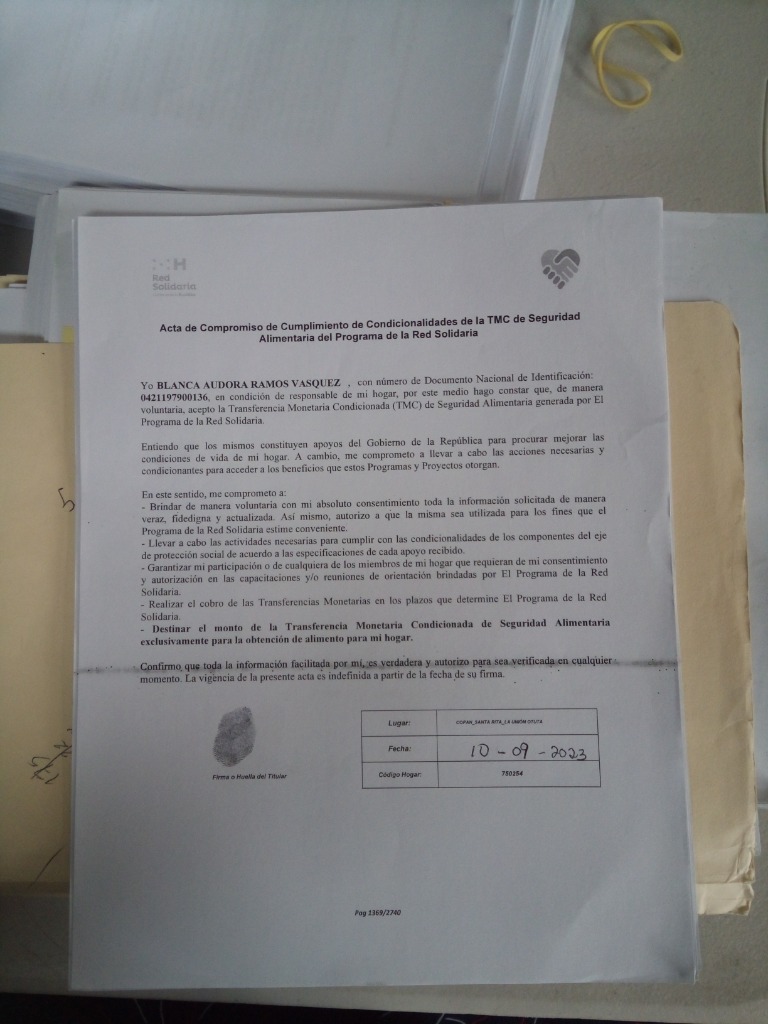 Red
Solidaria
Acta de Compromiso de Cumplimiento de Condicionalidades de la TMC de Seguridad
Alimentaria del Programa de la Red Solidaria
Yo BLANCA AUDORA RAMOS VASQUEZ , con número de Documento Nacional de Identificación:
0421197900136, en condición de responsable de mi hogar, por este medio hago constar que, de manera
voluntaria, acepto la Transferencia Monetaria Condicionada (TMC) de Seguridad Alimentaria generada por El
Programa de la Red Solidaria.
Entiendo que los mismos constituyen apoyos del Gobierno de la República para procurar mejorar las
condiciones de vida de mi hogar. A cambio, me comprometo a llevar a cabo las acciones necesarias y
condicionantes para acceder a los beneficios que estos Programas y Proyectos otorgan.
En este sentido, me comprometo a:
- Brindar de manera voluntaria con mi absoluto consentimiento toda la información solicitada de manera
veraz, fidedigna y actualizada. Así mismo, autorizo a que la misma sea utilizada para los fines que el
Programa de la Red Solidaria estime conveniente.
- Llevar a cabo las actividades necesarias para cumplir con las condicionalidades de los componentes del eje
de protección social de acuerdo a las especificaciones de cada apoyo recibido.
- Garantizar mi participación o de cualquiera de los miembros de mi hogar que requieran de mi consentimiento
y autorización en las capacitaciones y/o reuniones de orientación brindadas por El Programa de la Red
Solidaria.
- Realizar el cobro de las Transferencias Monetarias en los plazos que determine El Programa de la Red
Solidaria.
- Destinar el monto de la Transferencia Monetaria Condicionada de Seguridad Alimentaria
exclusivamente para la obtención de alimento para mi hogar.
Confirmo que toda la información facilitada por mi, es verdadera y autorizo para sea verificada en cualquier
momento. La vigencia de la presente acta es indefinida a partir de la fecha de su firma.
Lugar: COPAN_SANTA RITA_LA UNION OTUTA
Fecha: 10-09-2023
Código Hogar: 780254
Firma o Huella del Titular
Pag 1369/2740